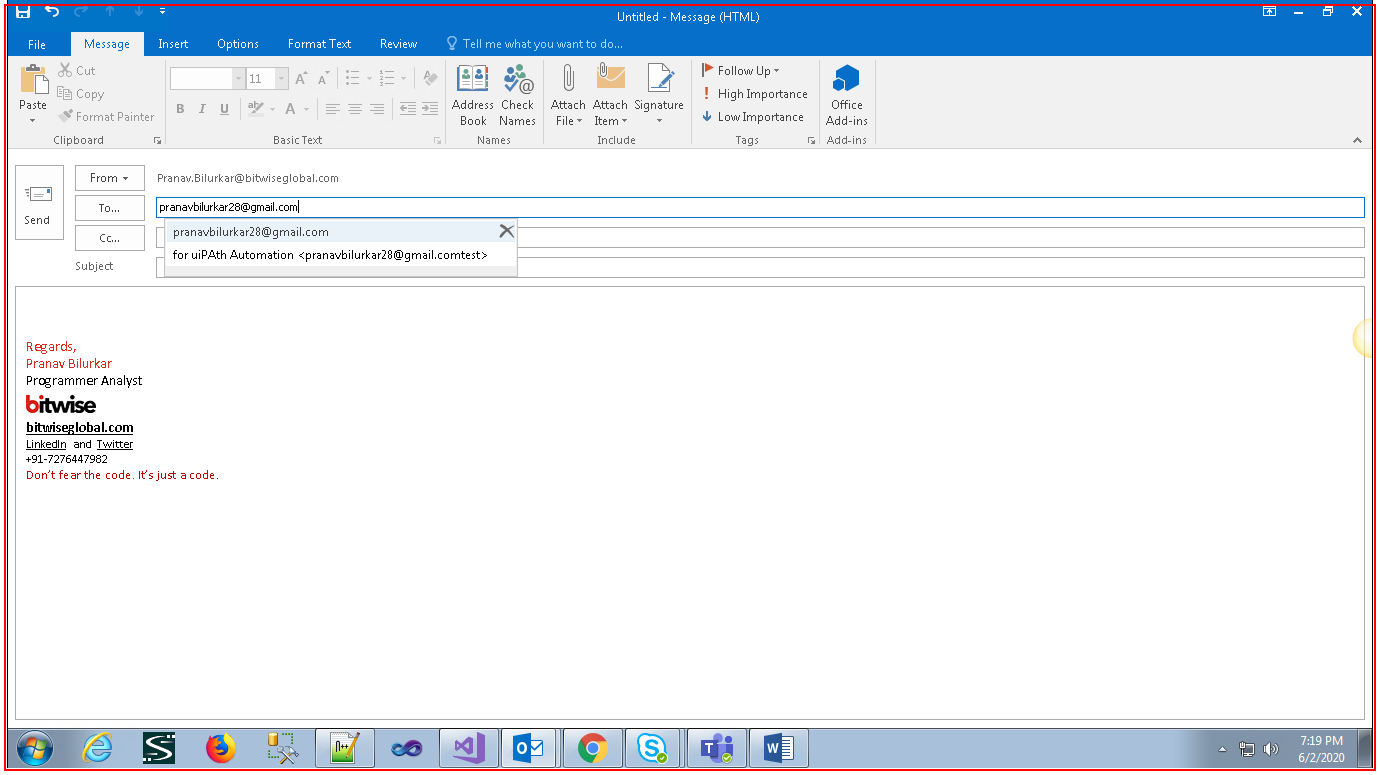 Untitled - Message (HTML)
File Message Insert Options Format Text Review Tell me what you want to do...
Paste
Cut
Copy
Format Painter
Clipboard
11
B I U
Basic Text
Address Book
Check Names
Names
Attach File
Attach Item
Signature
Include
Follow Up
High Importance
Low Importance
Tags
Office Add-ins
Add-ins
Send
From
Pranav.Bilurkar@bitwiseglobal.com
To...
pranavbilurkar28@gmail.com
Cc...
pranavbilurkar28@gmail.com
for uiPAth Automation <pranavbilurkar28@gmail.comtest>
Subject
Regards,
Pranav Bilurkar
Programmer Analyst
bitwise
bitwiseglobal.com
LinkedIn and Twitter
+91-7276447982
Don't fear the code. It's just a code.
7:19 PM
6/2/2020